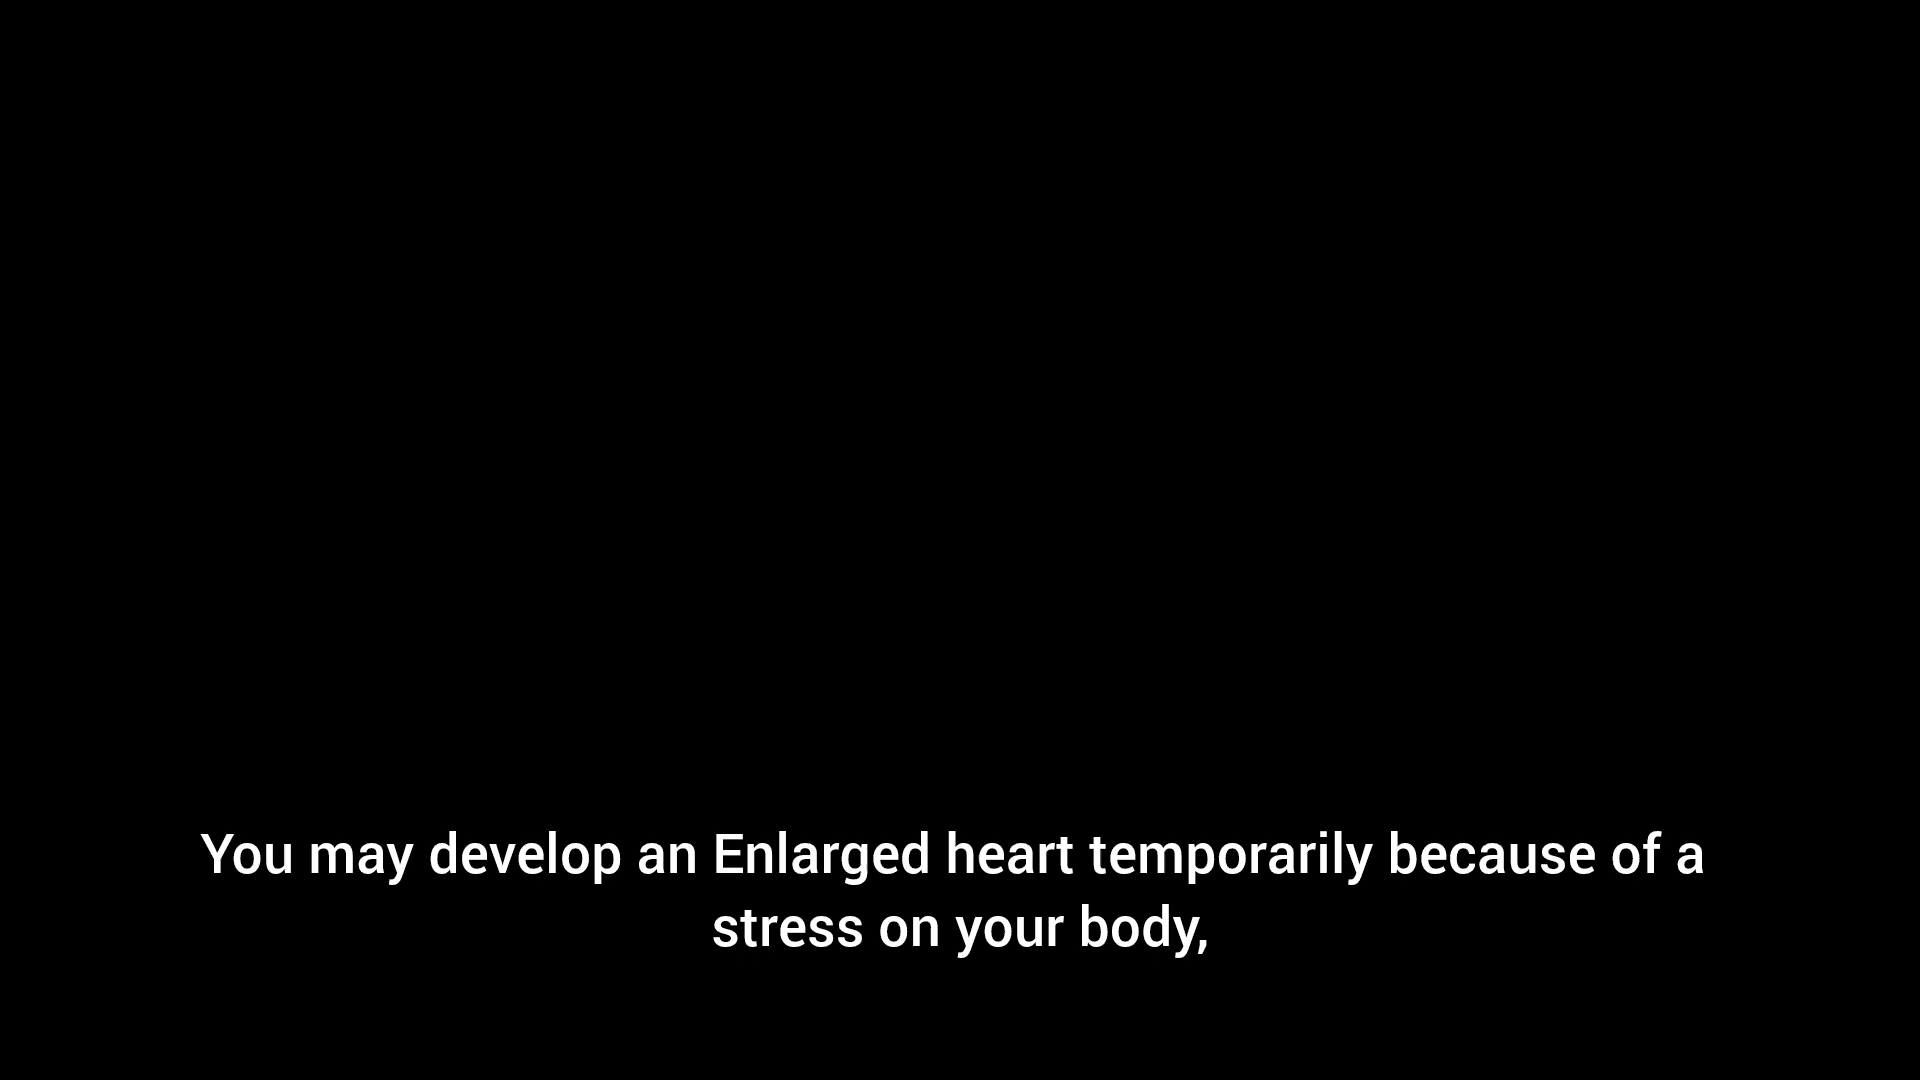 You may develop an Enlarged heart temporarily because of a
stress on your body,